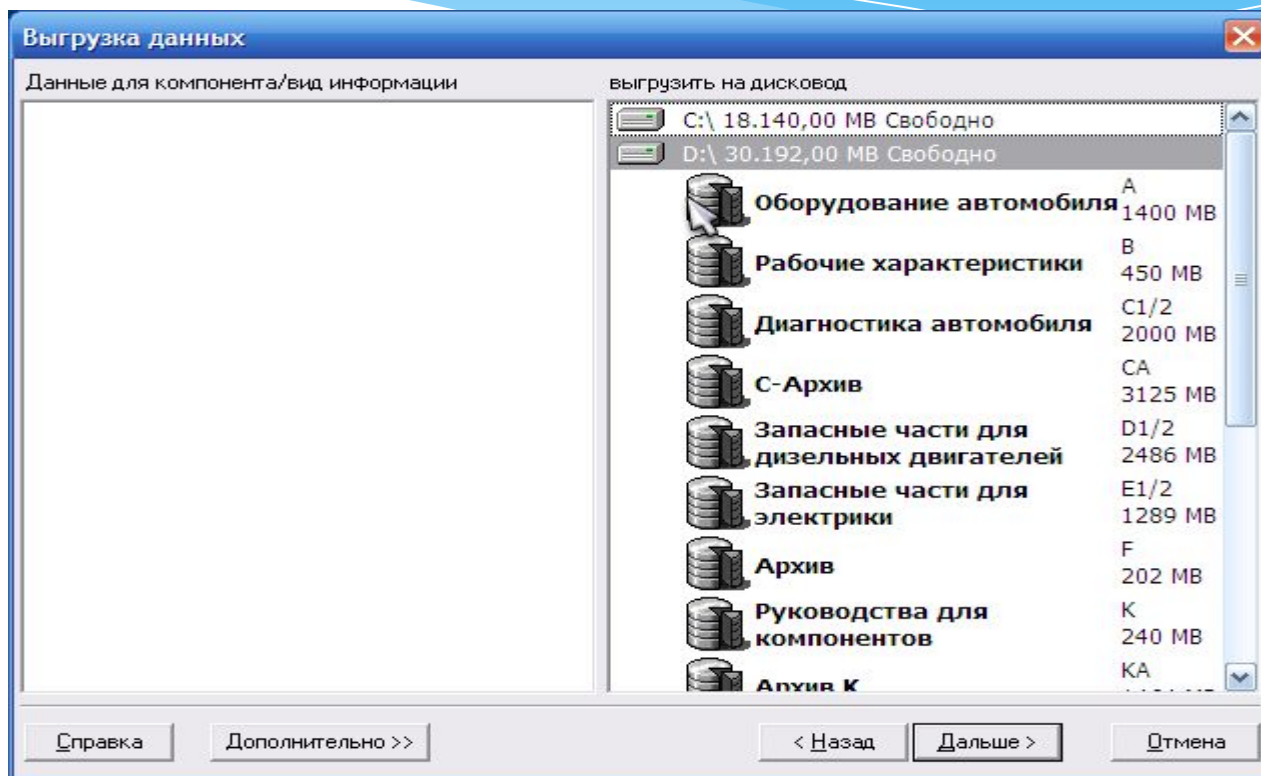 Выгрузка данных
Данные для компонента/вид информации
выгрузить на дисковод
C:\ 18.140,00 MB Свободно
D:\ 30.192,00 MB Свободно
Оборудование автомобиля
A
1400 MB
Рабочие характеристики
B
450 MB
Диагностика автомобиля
C1/2
2000 MB
С-Архив
CA
3125 MB
Запасные части для
дизельных двигателей
D1/2
2486 MB
Запасные части для
электрики
E1/2
1289 MB
Архив
F
202 MB
Руководства для
компонентов
K
240 MB
Архив К
KA
Справка
Дополнительно >>
< Назад
Дальше >
Отмена